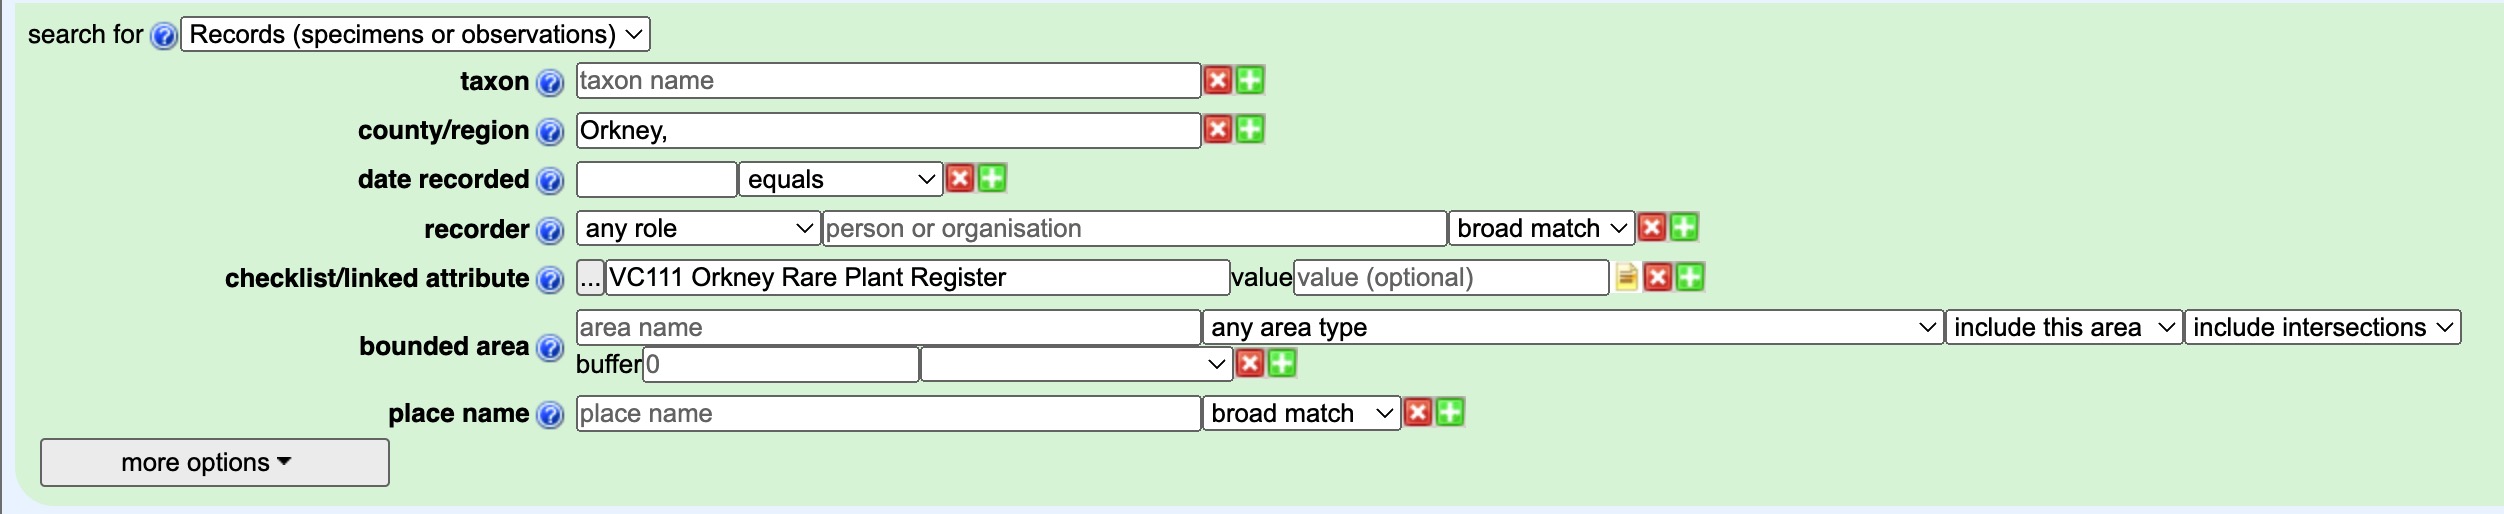 search for ? Records (specimens or observations)
taxon ? taxon name
county/region ? Orkney,
date recorded ? equals
recorder ? any role person or organisation broad match
checklist/linked attribute ? ... VC111 Orkney Rare Plant Register value value (optional)
bounded area ? area name any area type include this area include intersections
buffer 0
place name ? place name broad match
more options